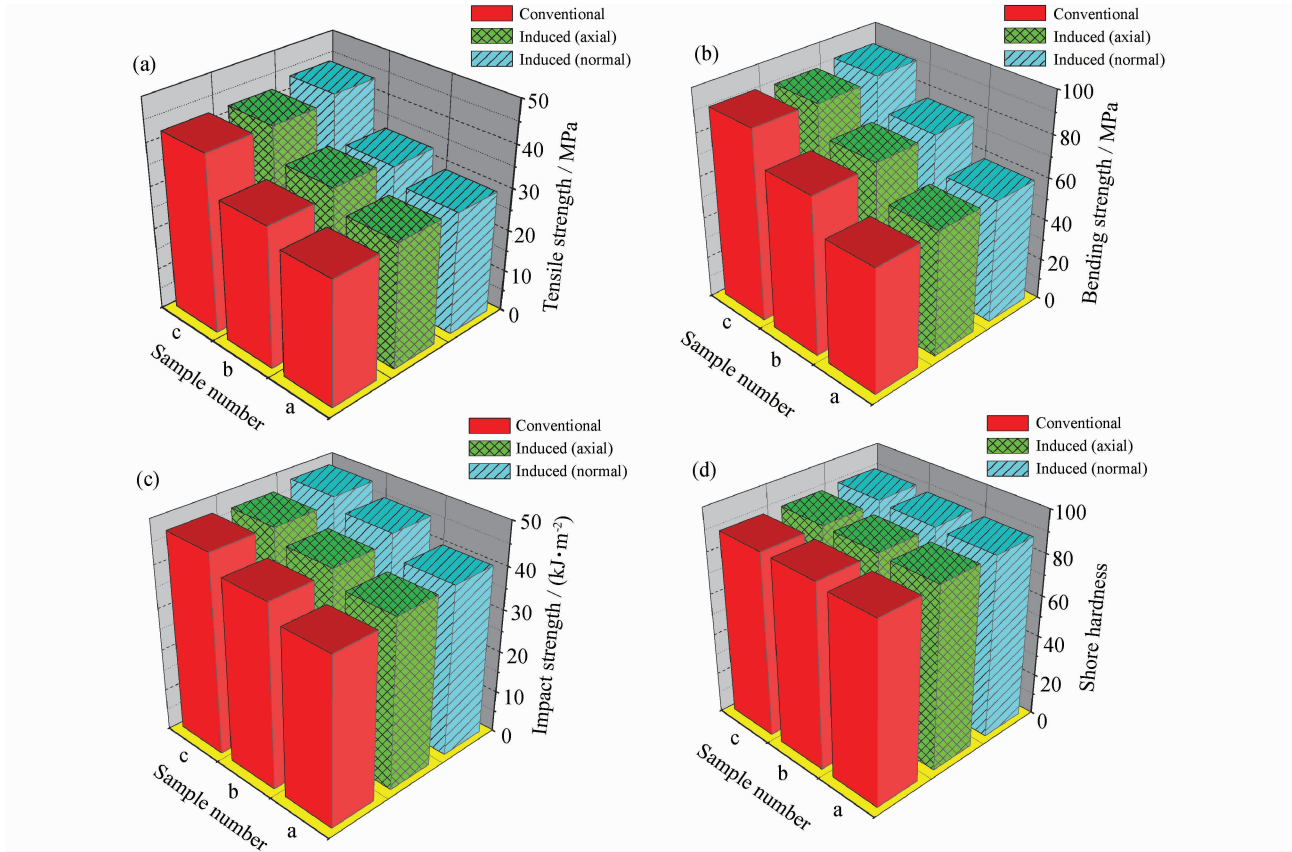 (a)
Conventional
Induced (axial)
Induced (normal)
50
40
30
20
10
0
Tensile strength / MPa
c
b
a
Sample number
(b)
Conventional
Induced (axial)
Induced (normal)
100
80
60
40
20
0
Bending strength / MPa
c
b
a
Sample number
(c)
Conventional
Induced (axial)
Induced (normal)
50
40
30
20
10
0
Impact strength / (kJ·m⁻²)
c
b
a
Sample number
(d)
Conventional
Induced (axial)
Induced (normal)
100
80
60
40
20
0
Shore hardness
c
b
a
Sample number